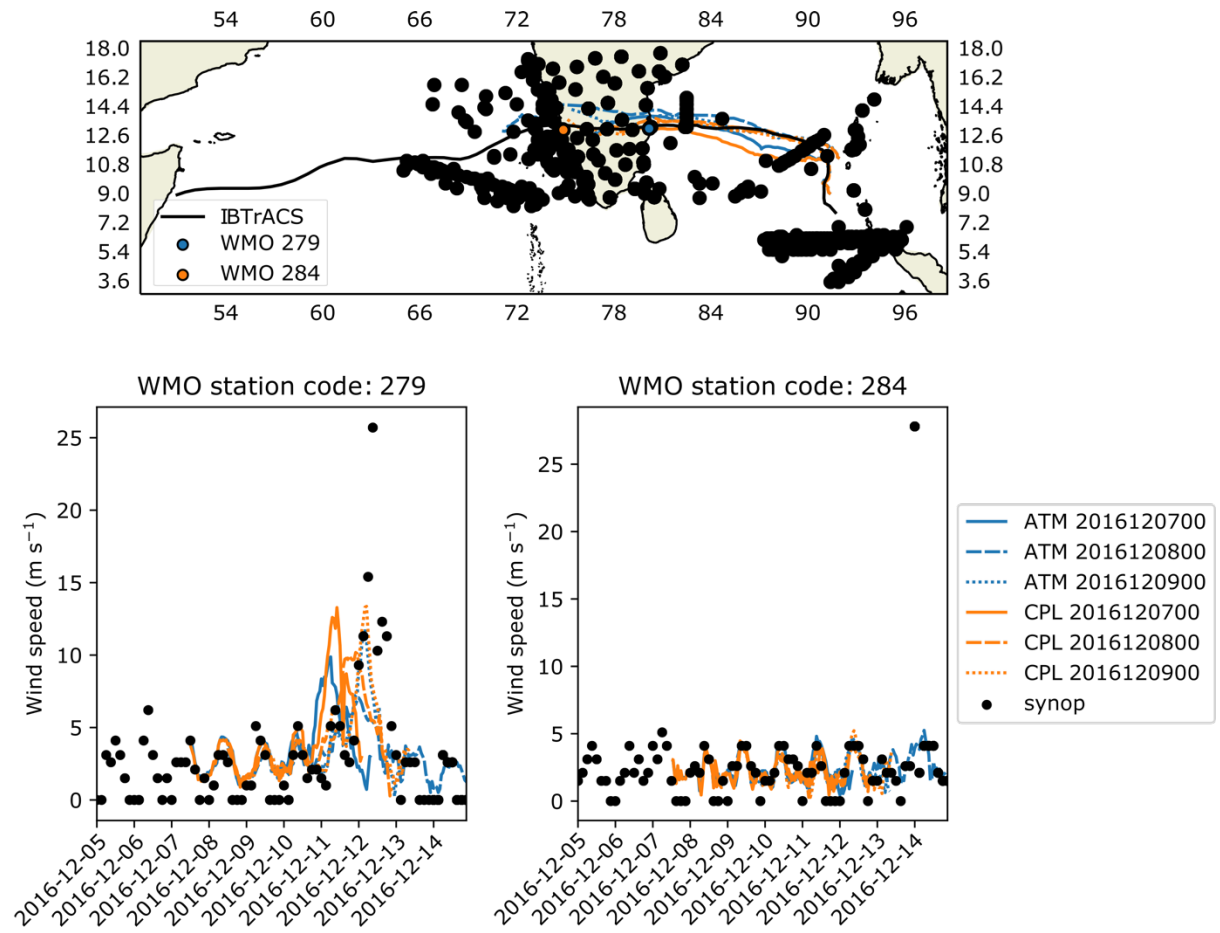 54 60 66 72 78 84 90 96
18.0 18.0
16.2 16.2
14.4 14.4
12.6 12.6
10.8 10.8
9.0 9.0
7.2 7.2
5.4 5.4
3.6 3.6
IBTrACS
WMO 279
WMO 284
54 60 66 72 78 84 90 96
WMO station code: 279
Wind speed (m s⁻¹)
25
20
15
10
5
0
2016-12-05
2016-12-06
2016-12-07
2016-12-08
2016-12-09
2016-12-10
2016-12-11
2016-12-12
2016-12-13
2016-12-14
WMO station code: 284
Wind speed (m s⁻¹)
25
20
15
10
5
0
2016-12-05
2016-12-06
2016-12-07
2016-12-08
2016-12-09
2016-12-10
2016-12-11
2016-12-12
2016-12-13
2016-12-14
ATM 2016120700
ATM 2016120800
ATM 2016120900
CPL 2016120700
CPL 2016120800
CPL 2016120900
synop